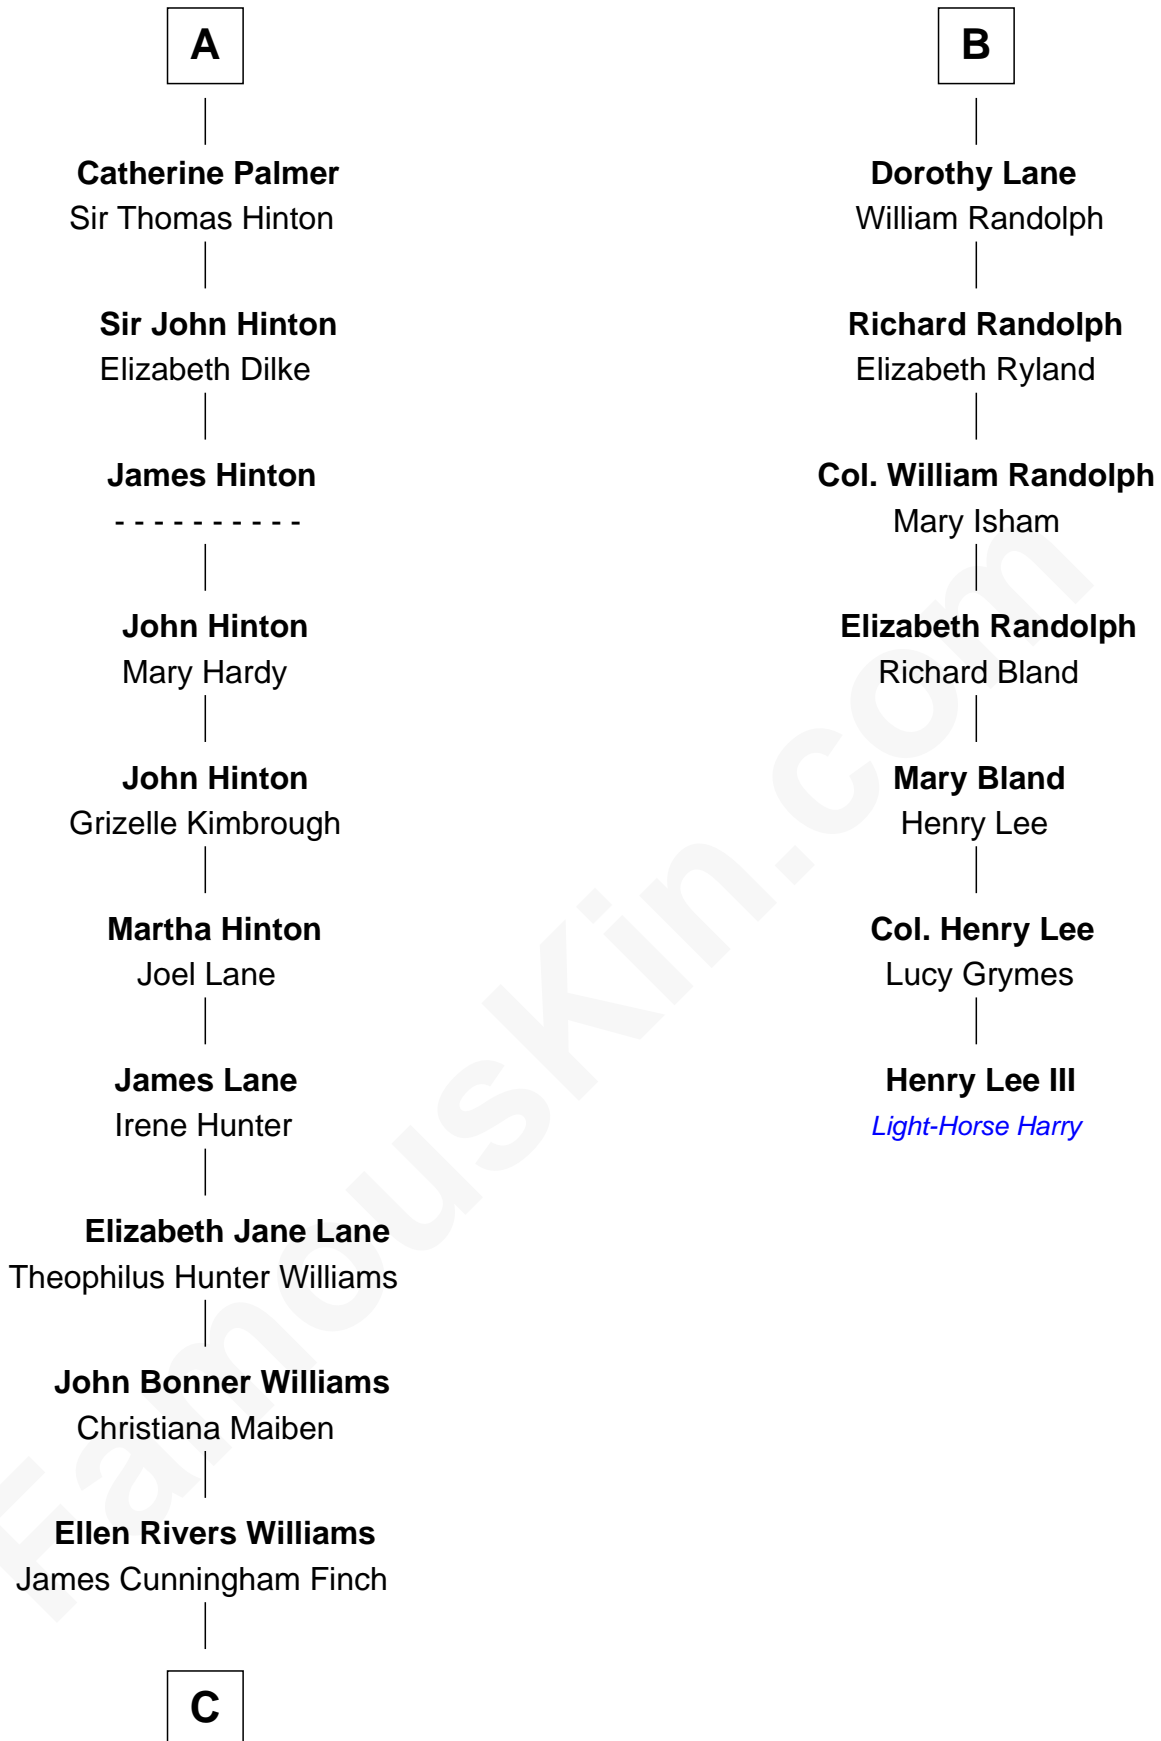 A
Catherine Palmer
Sir Thomas Hinton
Sir John Hinton
Elizabeth Dilke
James Hinton
- - - - - - - - - -
John Hinton
Mary Hardy
John Hinton
Grizelle Kimbrough
Martha Hinton
Joel Lane
James Lane
Irene Hunter
Elizabeth Jane Lane
Theophilus Hunter Williams
John Bonner Williams
Christiana Maiben
Ellen Rivers Williams
James Cunningham Finch
C
B
Dorothy Lane
William Randolph
Richard Randolph
Elizabeth Ryland
Col. William Randolph
Mary Isham
Elizabeth Randolph
Richard Bland
Mary Bland
Henry Lee
Col. Henry Lee
Lucy Grymes
Henry Lee III
Light-Horse Harry
FamousKin.com